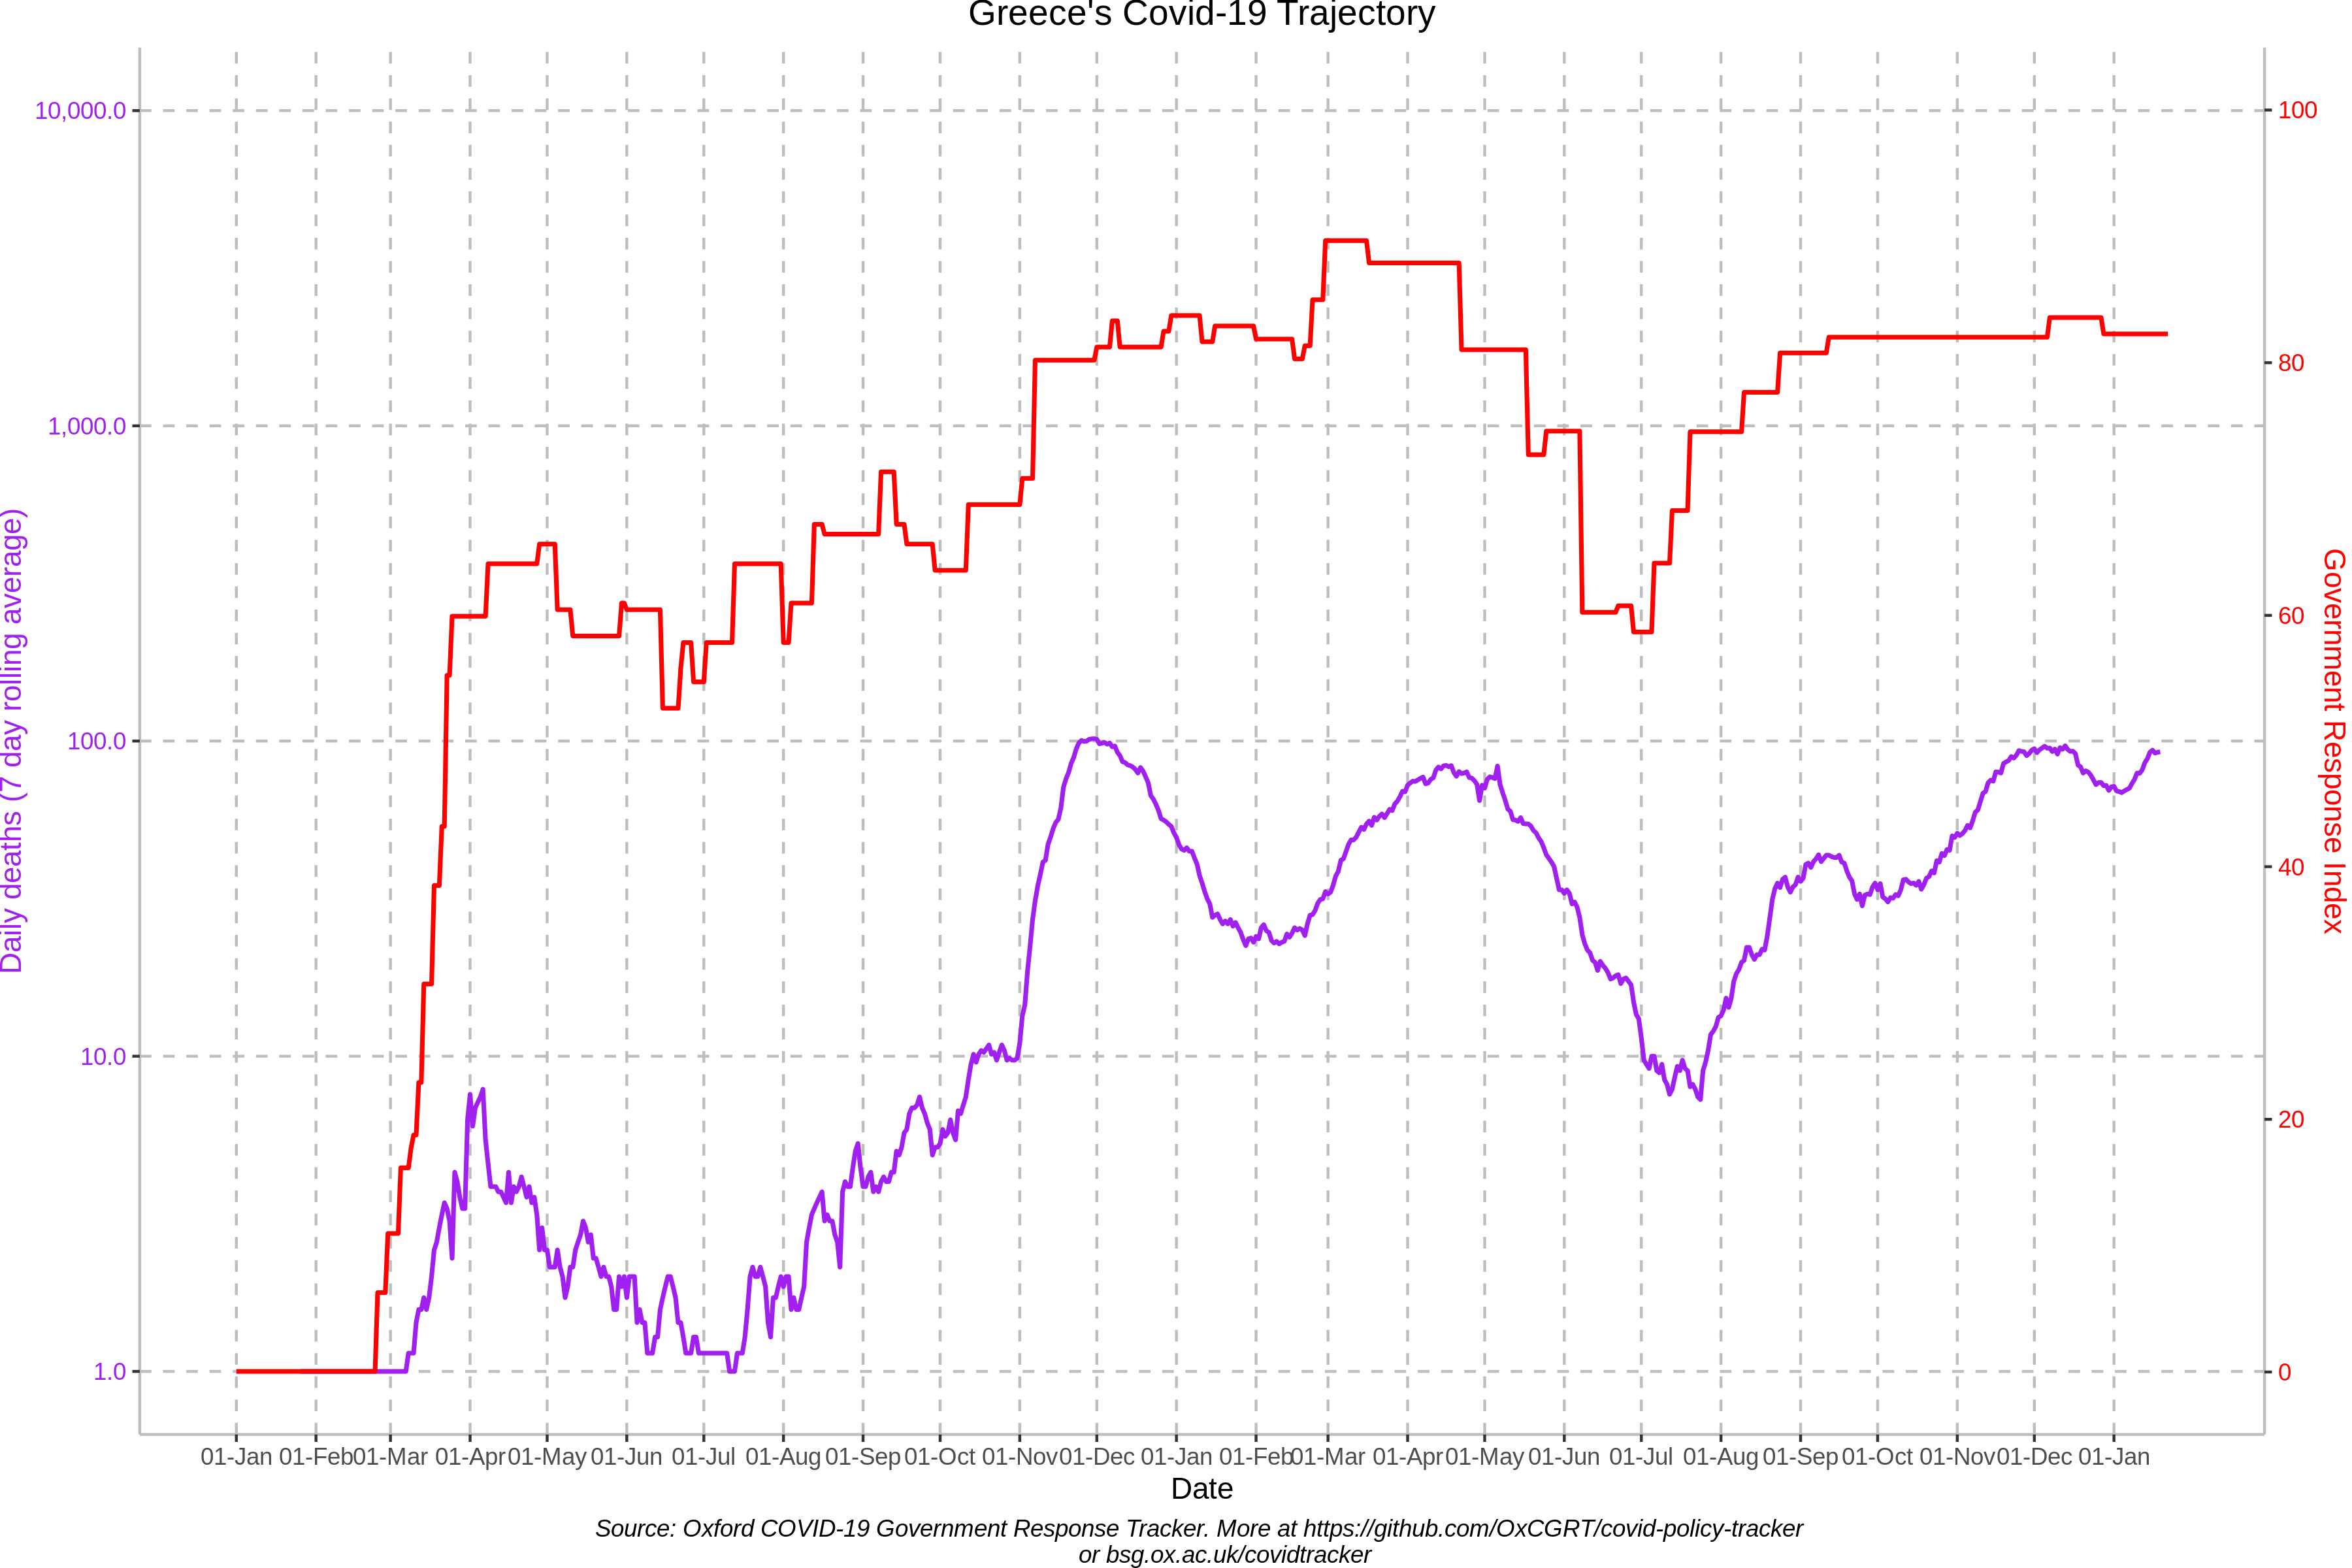 Greece's Covid-19 Trajectory
10,000.0
1,000.0
100.0
10.0
1.0
Daily deaths (7 day rolling average)
100
80
60
40
20
0
Government Response Index
01-Jan 01-Feb 01-Mar 01-Apr 01-May 01-Jun 01-Jul 01-Aug 01-Sep 01-Oct 01-Nov 01-Dec 01-Jan 01-Feb 01-Mar 01-Apr 01-May 01-Jun 01-Jul 01-Aug 01-Sep 01-Oct 01-Nov 01-Dec 01-Jan
Date
Source: Oxford COVID-19 Government Response Tracker. More at https://github.com/OxCGRT/covid-policy-tracker
or bsg.ox.ac.uk/covidtracker